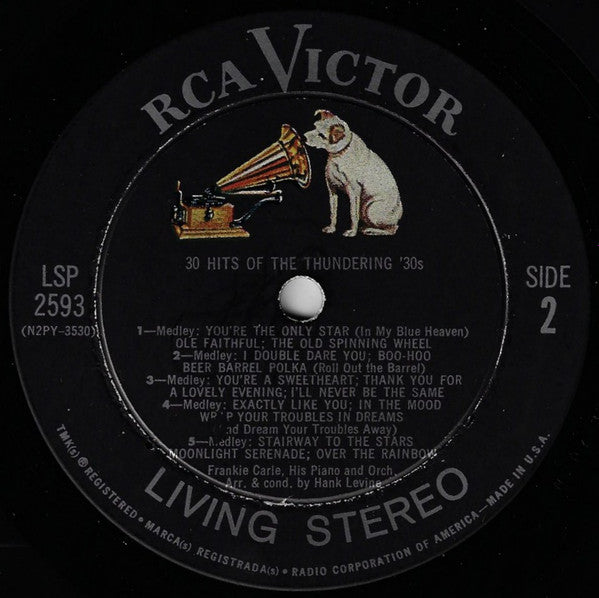 RCA VICTOR
30 HITS OF THE THUNDERING '30s
LSP
2593
(N2PY-3530)
SIDE
2
1—Medley: YOU'RE THE ONLY STAR (In My Blue Heaven)
OLE FAITHFUL; THE OLD SPINNING WHEEL
2—Medley: I DOUBLE DARE YOU; BOO-HOO
BEER BARREL POLKA (Roll Out the Barrel)
3—Medley: YOU'RE A SWEETHEART; THANK YOU FOR
A LOVELY EVENING; I'LL NEVER BE THE SAME
4—Medley: EXACTLY LIKE YOU; IN THE MOOD
YOUR TROUBLES IN DREAMS
Dream Your Troubles Away)
5—Medley: STAIRWAY TO THE STARS
MOONLIGHT SERENADE; OVER THE RAINBOW
Frankie Carle, His Piano and Orch.
Arr. & cond. by Hank Levine
LIVING STEREO
TMK(s) ® REGISTERED • MARCA(s) REGISTRADA(s) • RADIO CORPORATION OF AMERICA—MADE IN U.S.A.